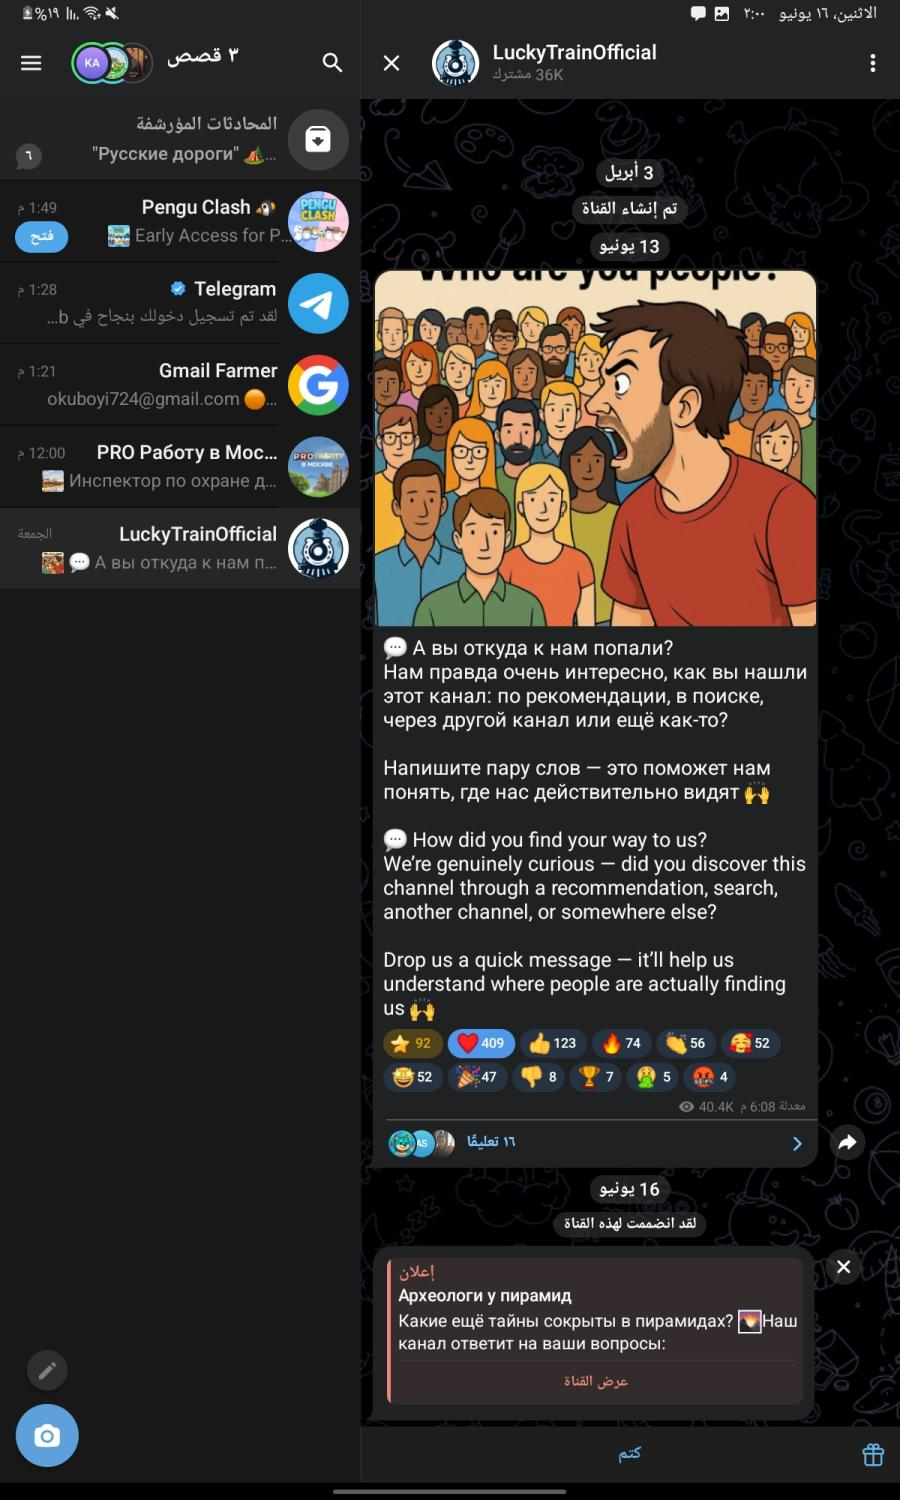 الاثنين، ١٦ يونيو ٢:٠٠
%١٩
KA
٣ قصص
المحادثات المؤرشفة
"Русские дороги" 🏕️...
٦
Pengu Clash 🐧
1:49 م
Early Access for P...
فتح
Telegram
1:28 م
لقد تم تسجيل دخولك بنجاح في b...
Gmail Farmer
1:21 م
okuboyi724@gmail.com 🟠...
PRO Работу в Мос...
12:00 م
Инспектор по охране д...
LuckyTrainOfficial
الجمعة
💬 А вы откуда к нам п...
PENGU
CLASH
PRO РАБОТУ
В МОСКВЕ
LuckyTrainOfficial
36K مشترك
3 أبريل
تم إنشاء القناة
13 يونيو
Who are you people?
💬 А вы откуда к нам попали?
Нам правда очень интересно, как вы нашли
этот канал: по рекомендации, в поиске,
через другой канал или ещё как-то?
Напишите пару слов — это поможет нам
понять, где нас действительно видят 🙌
💬 How did you find your way to us?
We're genuinely curious — did you discover this
channel through a recommendation, search,
another channel, or somewhere else?
Drop us a quick message — it'll help us
understand where people are actually finding
us 🙌
⭐ 92 ❤️ 409 👍 123 🔥 74 👏 56 🥰 52
🤩 52 🎉 47 👎 8 🏆 7 🤮 5 🤬 4
40.4K معدلة 6:08 م
AS
١٦ تعليقًا
16 يونيو
لقد انضممت لهذه القناة
إعلان
Археологи у пирамид
Какие ещё тайны сокрыты в пирамидах? Наш
канал ответит на ваши вопросы:
عرض القناة
كتم